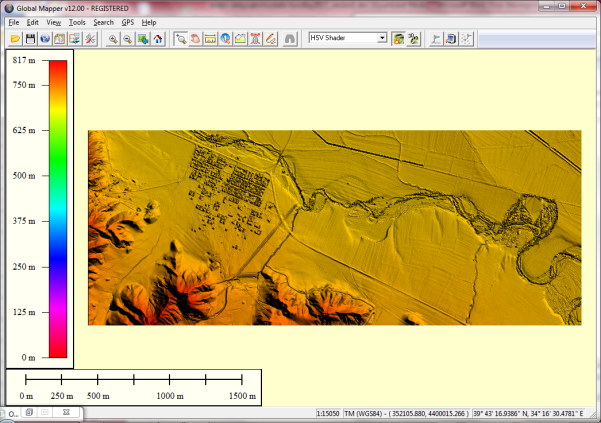 Global Mapper v12.00 - REGISTERED
File Edit View Tools Search GPS Help
HSV Shader
817 m
750 m
625 m
500 m
375 m
250 m
125 m
0 m
0 m 250 m 500 m 1000 m 1500 m
O...
1:15050 TM (WGS84) - ( 352105.880, 4400015.266 ) 39° 43' 16.9386" N, 34° 16' 30.4781" E